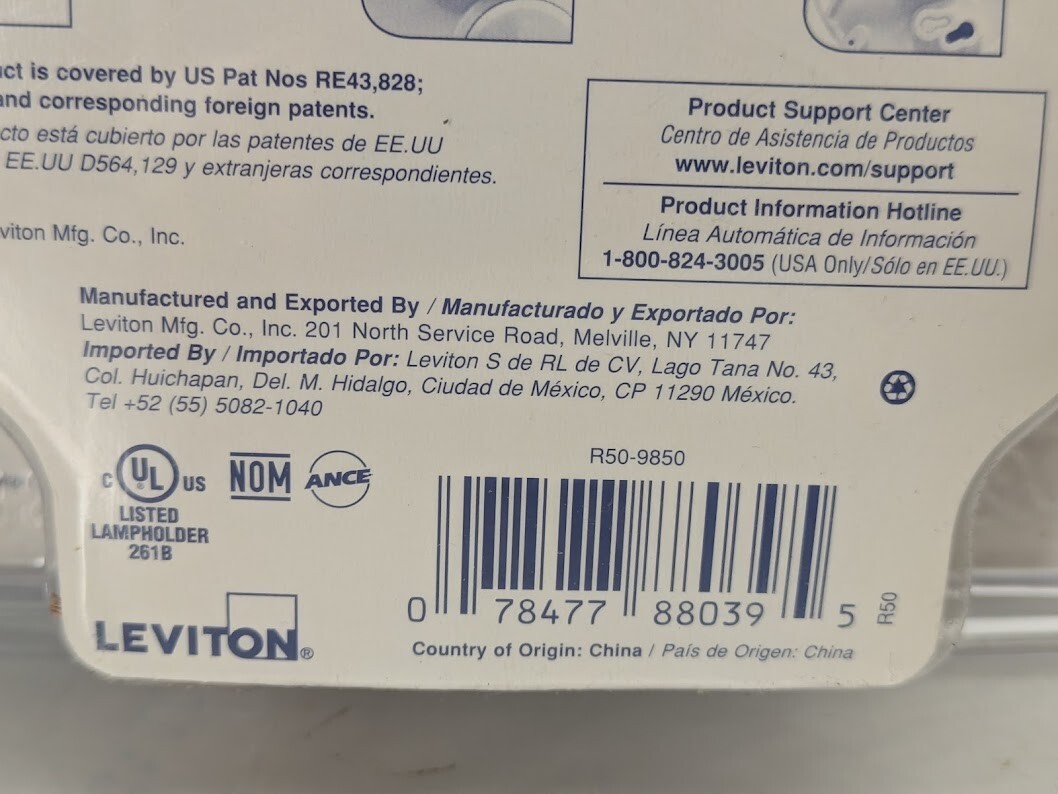 ct is covered by US Pat Nos RE43,828;
and corresponding foreign patents.
cto está cubierto por las patentes de EE.UU
EE.UU D564,129 y extranjeras correspondientes.
viton Mfg. Co., Inc.
Product Support Center
Centro de Asistencia de Productos
www.leviton.com/support
Product Information Hotline
Línea Automática de Información
1-800-824-3005 (USA Only/Sólo en EE.UU.)
Manufactured and Exported By / Manufacturado y Exportado Por:
Leviton Mfg. Co., Inc. 201 North Service Road, Melville, NY 11747
Imported By / Importado Por: Leviton S de RL de CV, Lago Tana No. 43,
Col. Huichapan, Del. M. Hidalgo, Ciudad de México, CP 11290 México.
Tel +52 (55) 5082-1040
C UL® US
LISTED
LAMPHOLDER
261B
NOM
ANCE
LEVITON®
R50-9850
0 78477 88039 5
R50
Country of Origin: China / País de Origen: China